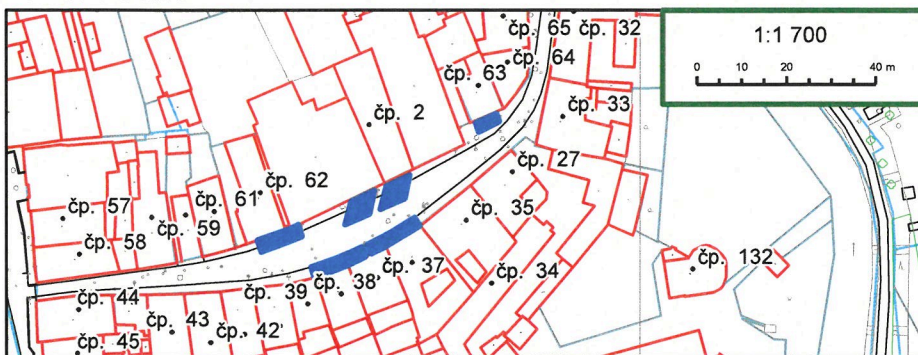 1:1 700
0 10 20 40 m
čp. 65
čp. 32
čp. 64
čp. 63
čp. 2
čp. 33
čp. 27
čp. 62
čp. 61
čp. 57
čp. 59
čp. 58
čp. 35
čp. 37
čp. 34
čp. 132
čp. 38
čp. 39
čp. 44
čp. 43
čp. 42
čp. 45